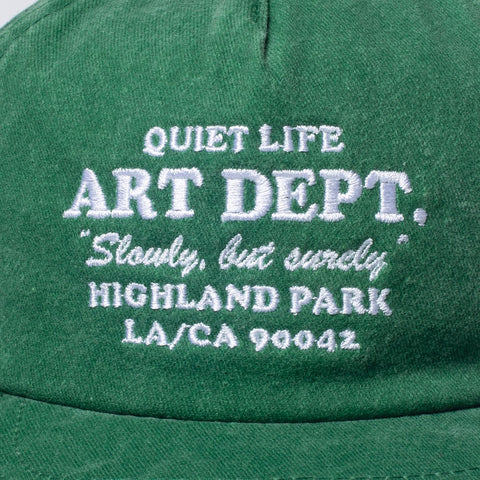 QUIET LIFE
ART DEPT.
"Slowly, but surely"
HIGHLAND PARK
LA/CA 90042